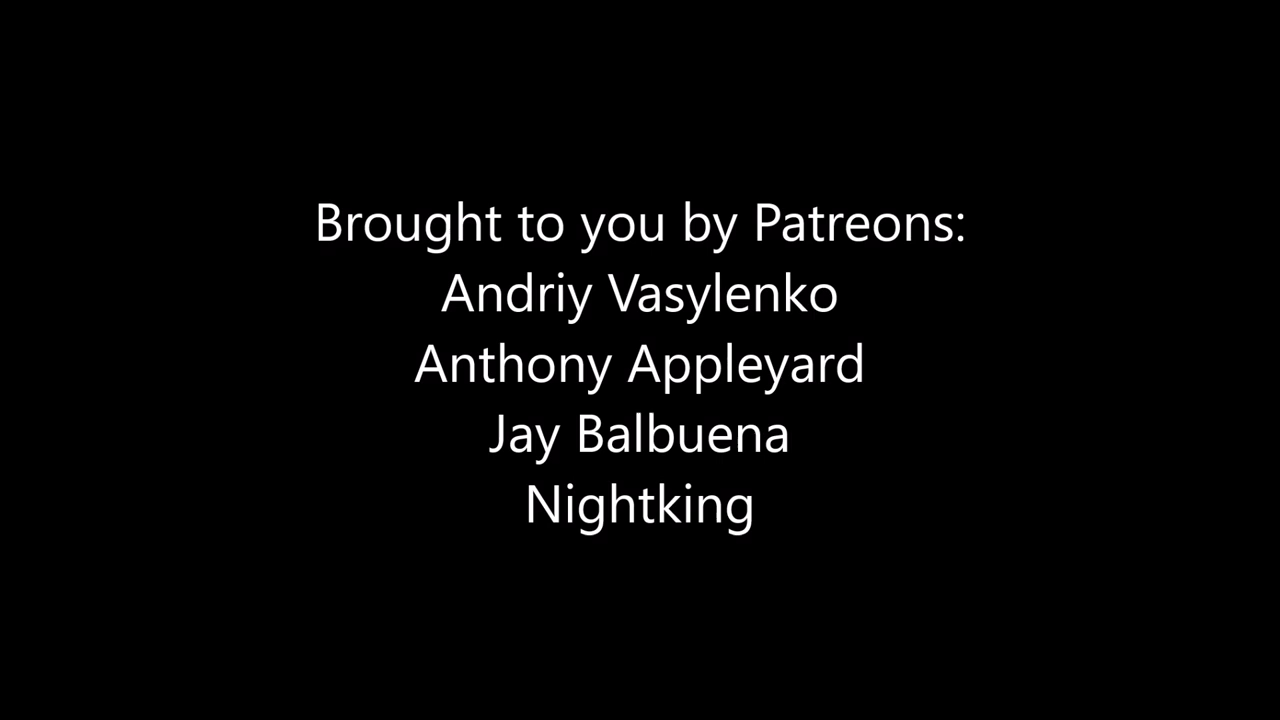 Brought to you by Patreons:
Andriy Vasylenko
Anthony Appleyard
Jay Balbuena
Nightking